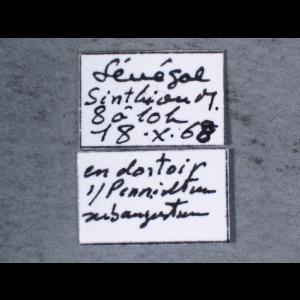 Sénégal
Sinthiou M.
8 à 10h
18.X.68
en dortoir
s/Pennisetum
subangustum